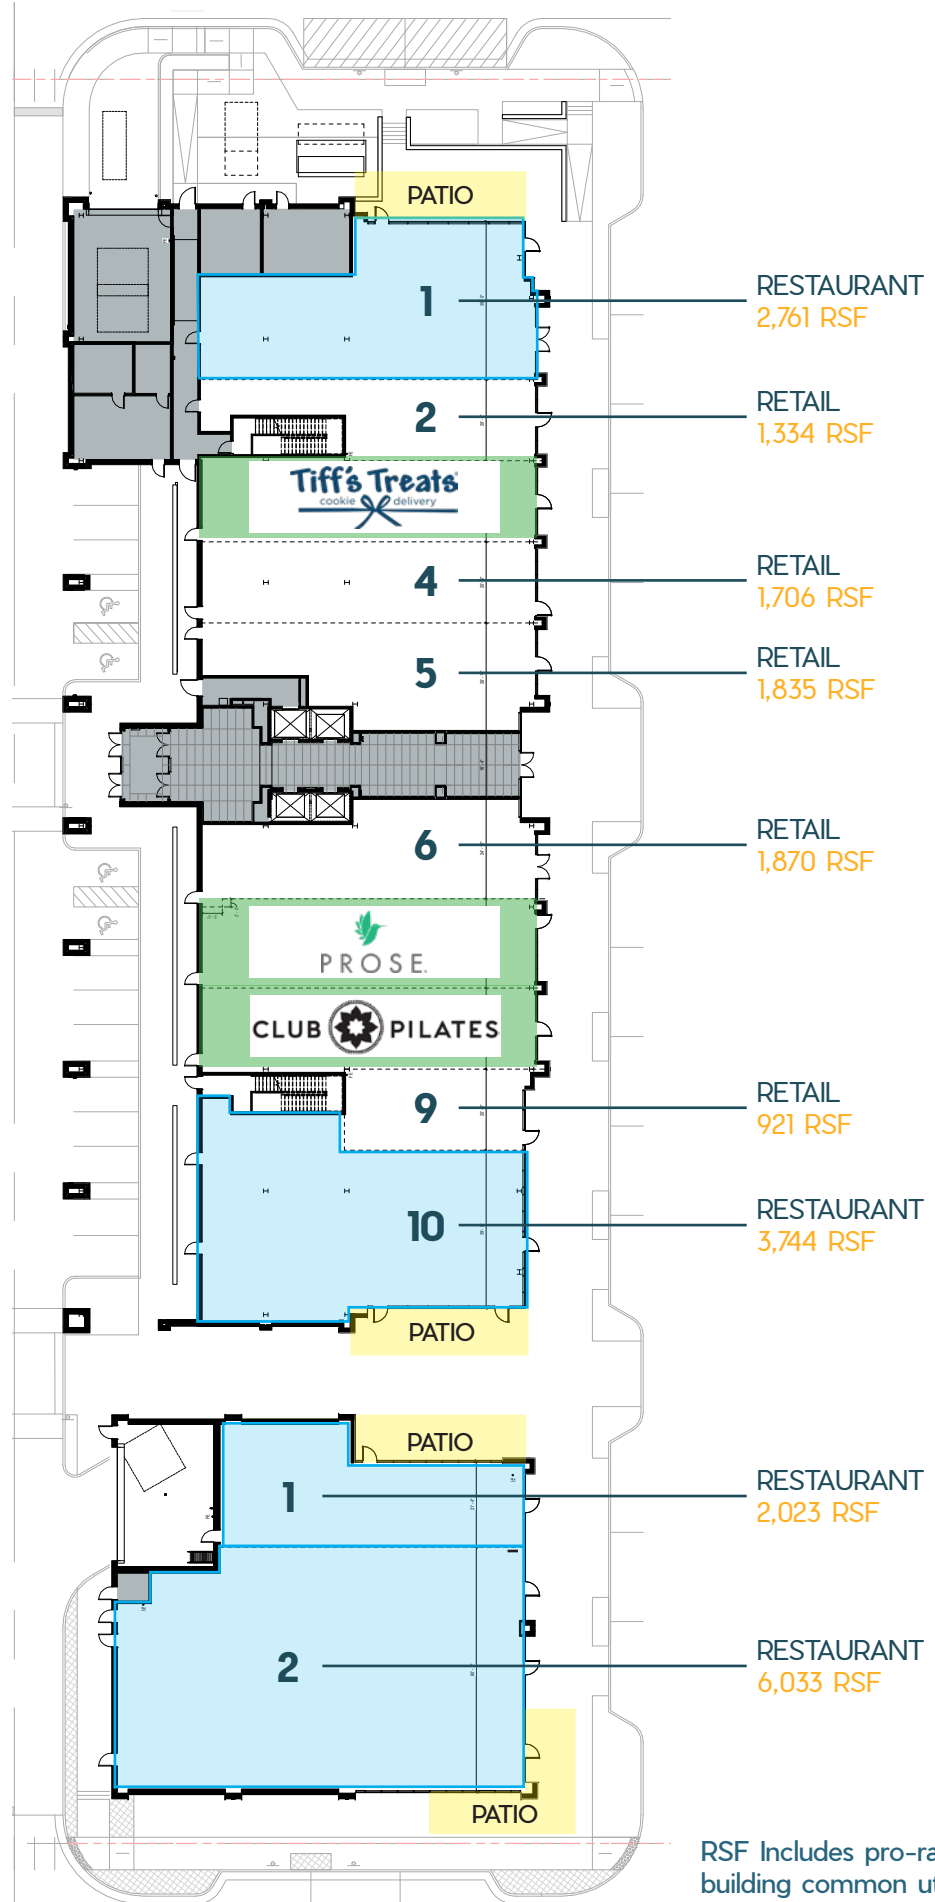 PATIO
1
RESTAURANT
2,761 RSF
2
RETAIL
1,334 RSF
Tiff's Treats
cookie delivery
4
RETAIL
1,706 RSF
5
RETAIL
1,835 RSF
6
RETAIL
1,870 RSF
PROSE
CLUB PILATES
9
RETAIL
921 RSF
10
RESTAURANT
3,744 RSF
PATIO
PATIO
1
RESTAURANT
2,023 RSF
2
RESTAURANT
6,033 RSF
PATIO
RSF Includes pro-ra
building common ut